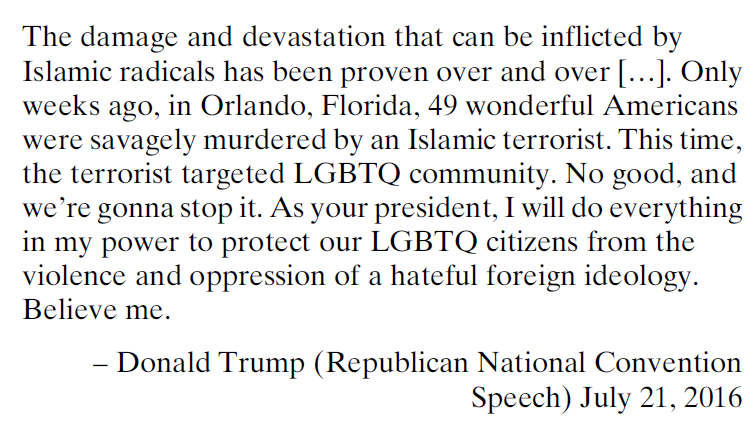 The damage and devastation that can be inflicted by
Islamic radicals has been proven over and over […]. Only
weeks ago, in Orlando, Florida, 49 wonderful Americans
were savagely murdered by an Islamic terrorist. This time,
the terrorist targeted LGBTQ community. No good, and
we’re gonna stop it. As your president, I will do everything
in my power to protect our LGBTQ citizens from the
violence and oppression of a hateful foreign ideology.
Believe me.
– Donald Trump (Republican National Convention
Speech) July 21, 2016